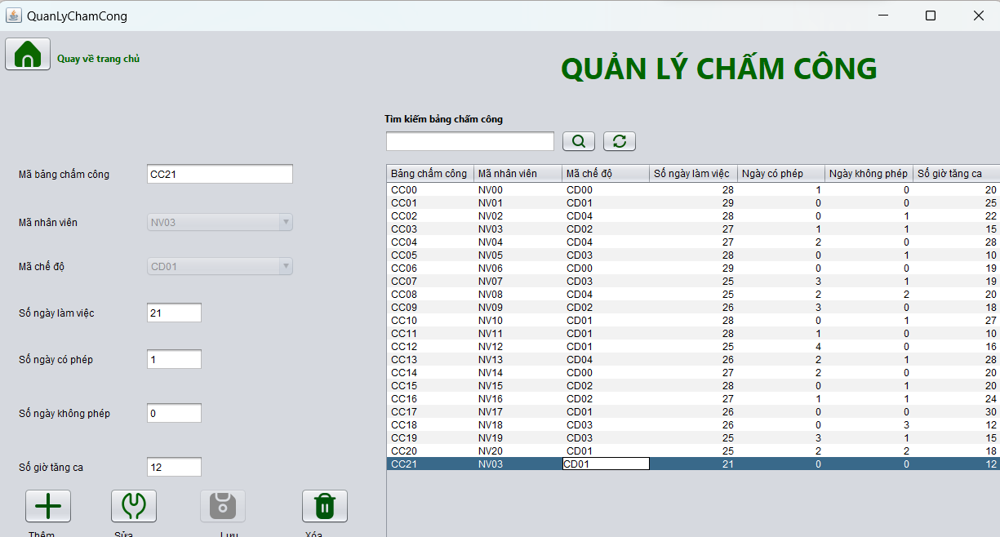 QuanLyChamCong
Quay về trang chủ
QUẢN LÝ CHẤM CÔNG
Tìm kiếm bảng chấm công
Mã bảng chấm công CC21
Mã nhân viên NV03
Mã chế độ CD01
Số ngày làm việc 21
Số ngày có phép 1
Số ngày không phép 0
Số giờ tăng ca 12
Thêm Sửa Lưu Xóa
Bảng chấm công Mã nhân viên Mã chế độ Số ngày làm việc Ngày có phép Ngày không phép Số giờ tăng ca
CC00 NV00 CD00 28 1 0 20
CC01 NV01 CD01 29 0 0 25
CC02 NV02 CD04 28 0 1 22
CC03 NV03 CD02 27 1 1 15
CC04 NV04 CD04 27 2 0 28
CC05 NV05 CD03 28 0 1 10
CC06 NV06 CD00 29 0 0 19
CC07 NV07 CD03 25 3 1 19
CC08 NV08 CD04 25 2 2 20
CC09 NV09 CD02 26 3 0 18
CC10 NV10 CD01 28 0 1 27
CC11 NV11 CD01 28 1 0 10
CC12 NV12 CD01 25 4 0 16
CC13 NV13 CD04 26 2 1 28
CC14 NV14 CD00 27 2 0 20
CC15 NV15 CD02 28 0 1 20
CC16 NV16 CD02 27 1 1 24
CC17 NV17 CD01 26 0 0 30
CC18 NV18 CD03 26 0 3 12
CC19 NV19 CD03 25 3 1 15
CC20 NV20 CD01 25 2 2 18
CC21 NV03 CD01 21 0 0 12